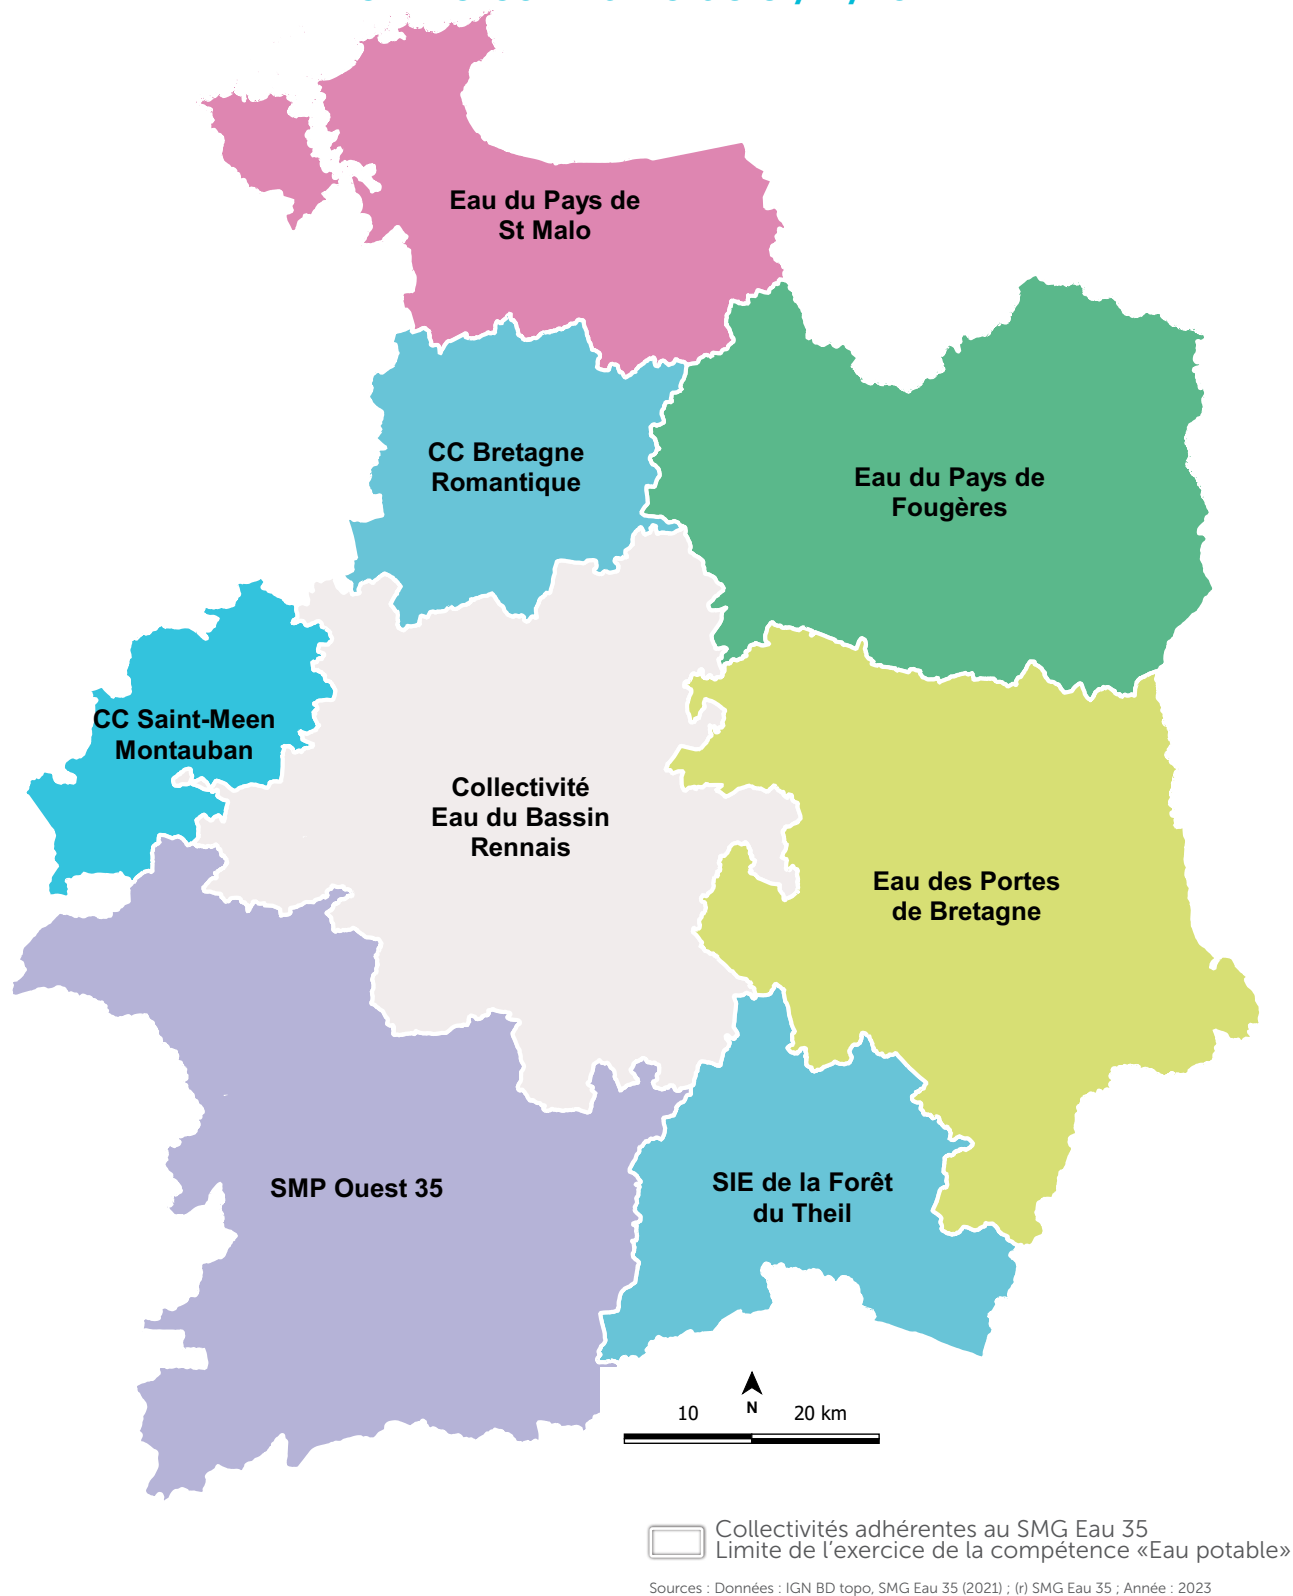 Eau du Pays de
St Malo
CC Bretagne
Romantique
Eau du Pays de
Fougères
CC Saint-Meen
Montauban
Collectivité
Eau du Bassin
Rennais
Eau des Portes
de Bretagne
SMP Ouest 35
SIE de la Forêt
du Theil
10 N 20 km
Collectivités adhérentes au SMG Eau 35
Limite de l'exercice de la compétence «Eau potable»
Sources : Données : IGN BD topo, SMG Eau 35 (2021) ; (r) SMG Eau 35 ; Année : 2023